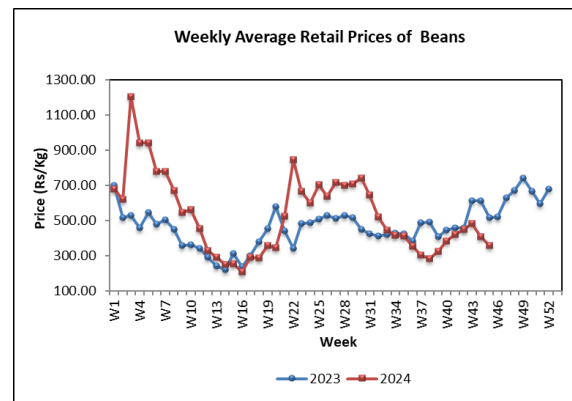 Weekly Average Retail Prices of Beans
1300.00
1100.00
900.00
700.00
500.00
300.00
100.00
Price (Rs/Kg)
W1 W4 W7 W10 W13 W16 W19 W22 W25 W28 W31 W34 W37 W40 W43 W46 W49 W52
Week
2023 2024